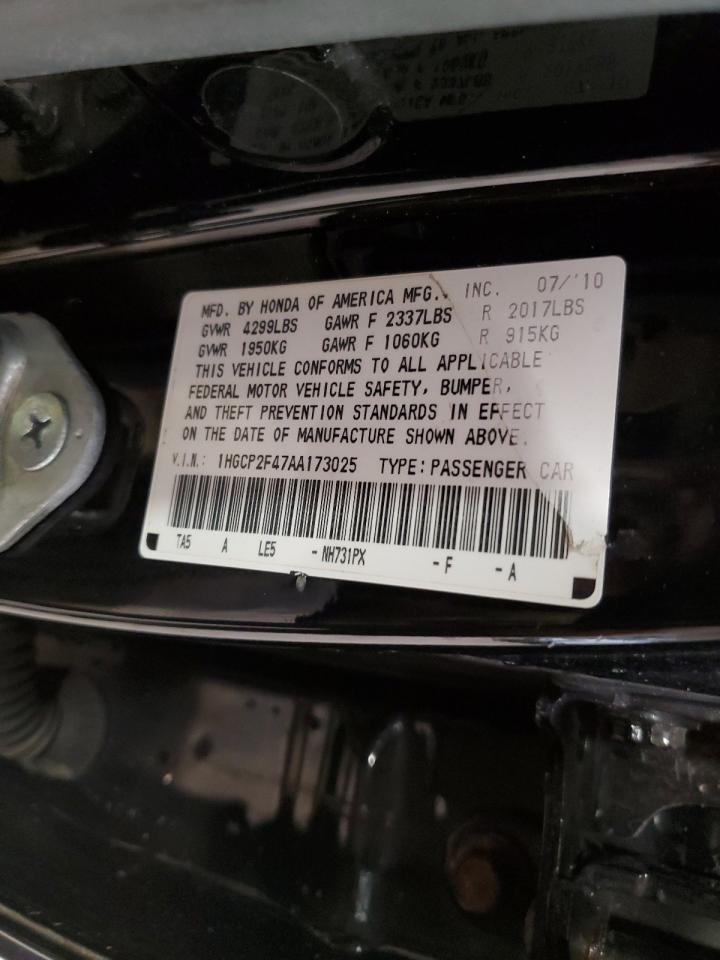 MFD. BY HONDA OF AMERICA MFG., INC. 07/'10
GVWR 4299LBS GAWR F 2337LBS R 2017LBS
GVWR 1950KG GAWR F 1060KG R 915KG
THIS VEHICLE CONFORMS TO ALL APPLICABLE
FEDERAL MOTOR VEHICLE SAFETY, BUMPER,
AND THEFT PREVENTION STANDARDS IN EFFECT
ON THE DATE OF MANUFACTURE SHOWN ABOVE.
V.I.N.: 1HGCP2F47AA173025 TYPE: PASSENGER CAR
TA5 A LE5 - NH731PX - F - A